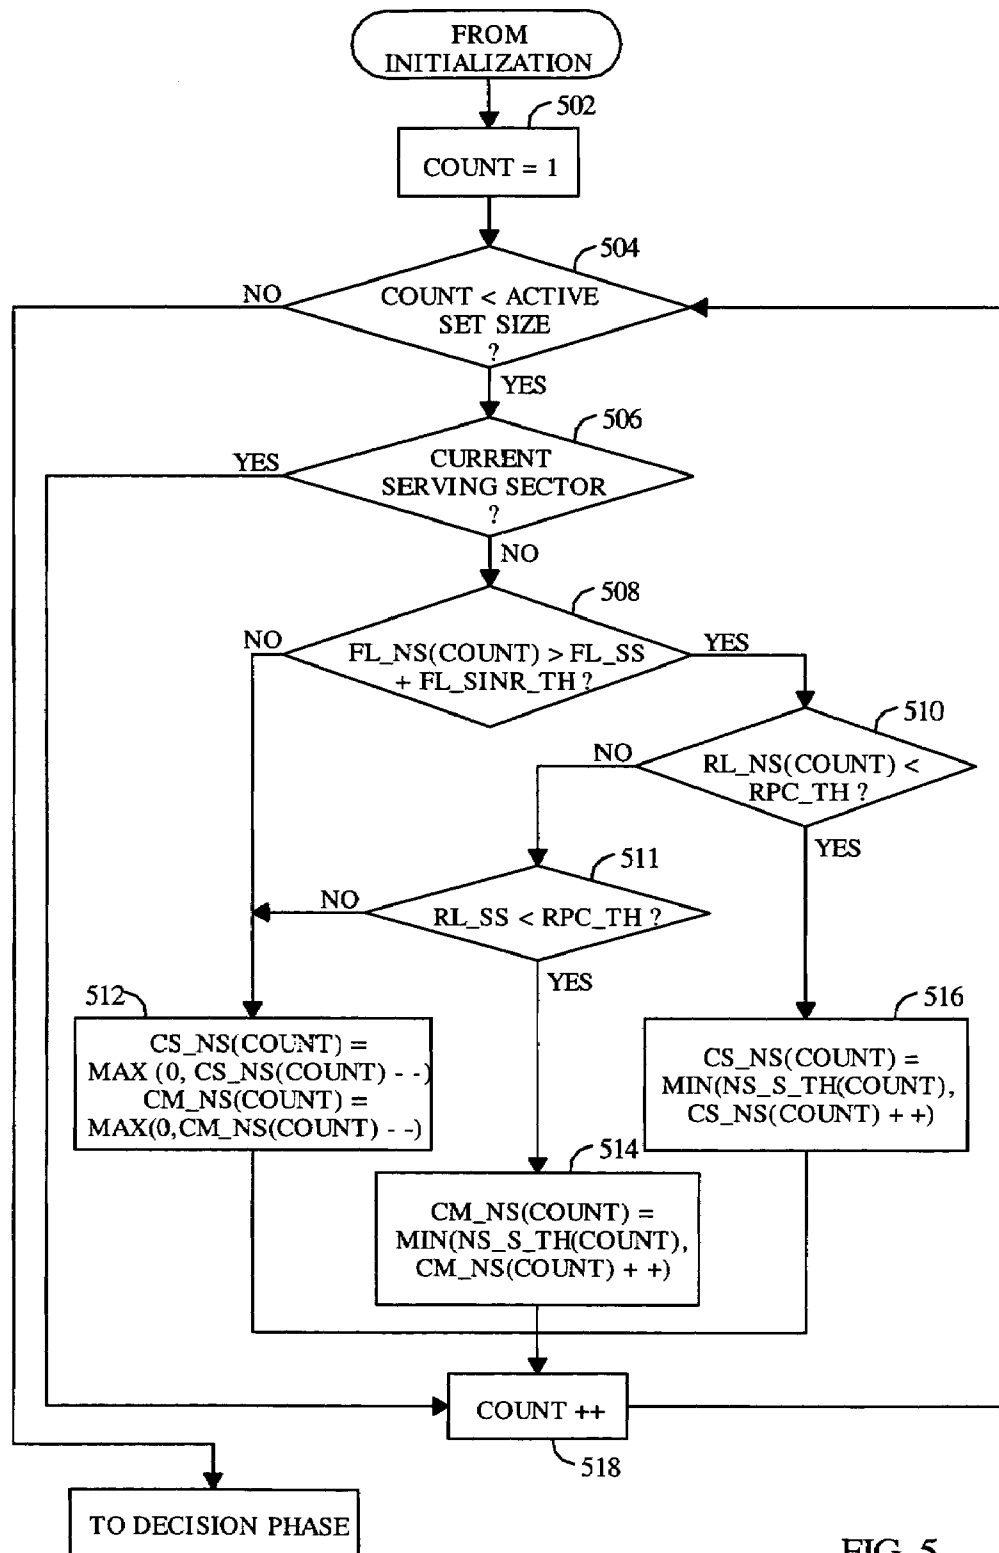 FROM
INITIALIZATION
502
COUNT = 1
504
NO
COUNT < ACTIVE
SET SIZE
?
YES
506
YES
CURRENT
SERVING SECTOR
?
NO
508
NO
FL_NS(COUNT) > FL_SS
+ FL_SINR_TH ?
YES
510
NO
RL_NS(COUNT) <
RPC_TH ?
YES
511
NO
RL_SS < RPC_TH ?
YES
512
CS_NS(COUNT) =
MAX (0, CS_NS(COUNT) - -)
CM_NS(COUNT) =
MAX(0,CM_NS(COUNT) - -)
516
CS_NS(COUNT) =
MIN(NS_S_TH(COUNT),
CS_NS(COUNT) + +)
514
CM_NS(COUNT) =
MIN(NS_S_TH(COUNT),
CM_NS(COUNT) + +)
COUNT ++
518
TO DECISION PHASE
FIG. 5